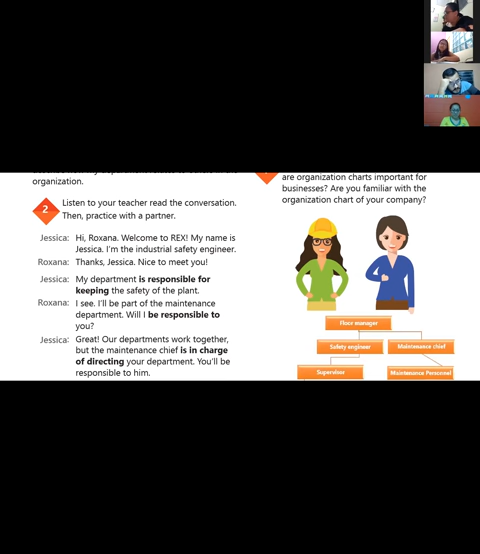 organization.
2
Listen to your teacher read the conversation.
Then, practice with a partner.
Jessica: Hi, Roxana. Welcome to REX! My name is
Jessica. I'm the industrial safety engineer.
Roxana: Thanks, Jessica. Nice to meet you!
Jessica: My department is responsible for
keeping the safety of the plant.
Roxana: I see. I'll be part of the maintenance
department. Will I be responsible to
you?
Jessica: Great! Our departments work together,
but the maintenance chief is in charge
of directing your department. You'll be
responsible to him.
are organization charts important for
businesses? Are you familiar with the
organization chart of your company?
Floor manager
Safety engineer
Maintenance chief
Supervisor
Maintenance Personnel